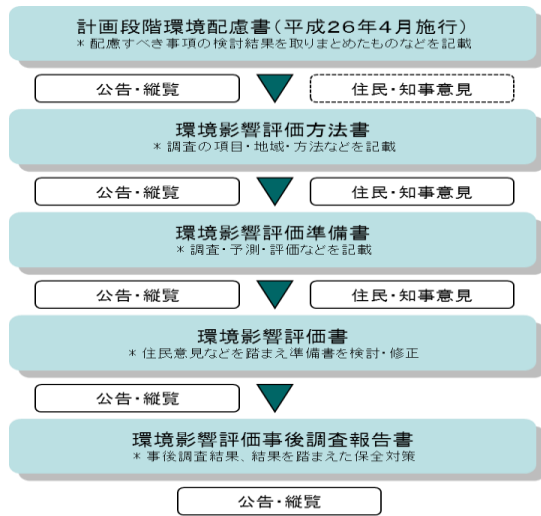 計画段階環境配慮書（平成26年4月施行）
＊配慮すべき事項の検討結果を取りまとめたものなどを記載
公告・縦覧
住民・知事意見
環境影響評価方法書
＊調査の項目・地域・方法などを記載
公告・縦覧
住民・知事意見
環境影響評価準備書
＊調査・予測・評価などを記載
公告・縦覧
住民・知事意見
環境影響評価書
＊住民意見などを踏まえ準備書を検討・修正
公告・縦覧
環境影響評価事後調査報告書
＊事後調査結果、結果を踏まえた保全対策
公告・縦覧